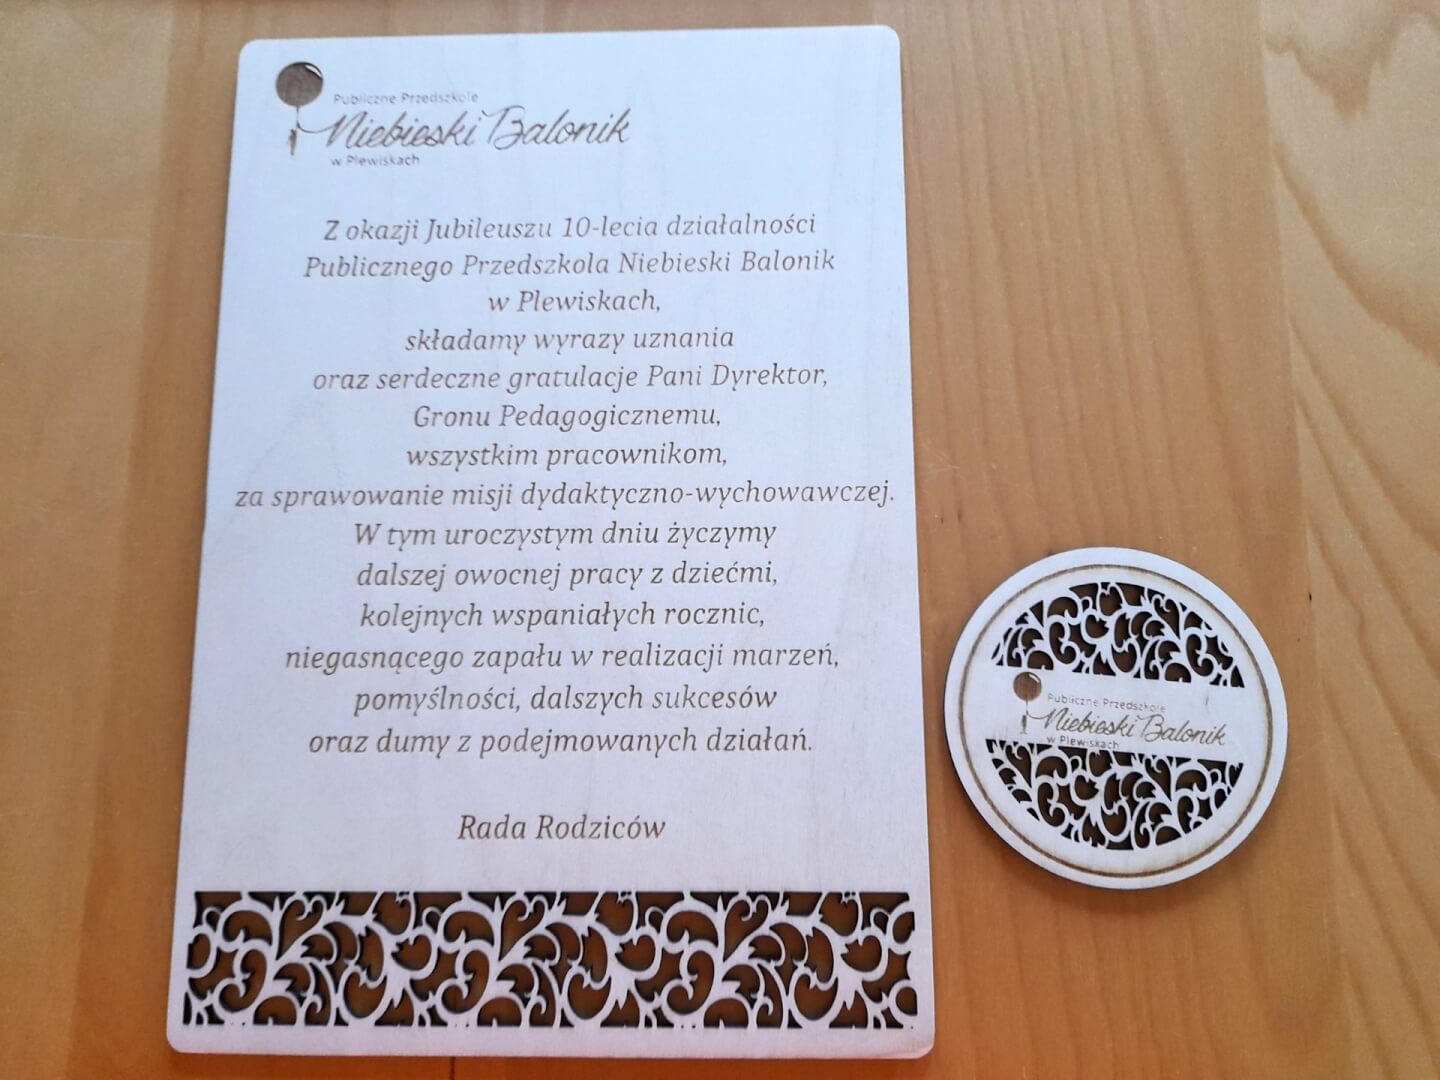 Publiczne Przedszkole
Niebieski Balonik
w Plewiskach
Z okazji Jubileuszu 10-lecia działalności
Publicznego Przedszkola Niebieski Balonik
w Plewiskach,
składamy wyrazy uznania
oraz serdeczne gratulacje Pani Dyrektor,
Gronu Pedagogicznemu,
wszystkim pracownikom,
za sprawowanie misji dydaktyczno-wychowawczej.
W tym uroczystym dniu życzymy
dalszej owocnej pracy z dziećmi,
kolejnych wspaniałych rocznic,
niegasnącego zapału w realizacji marzeń,
pomyślności, dalszych sukcesów
oraz dumy z podejmowanych działań.
Rada Rodziców
Publiczne Przedszkole
Niebieski Balonik
w Plewiskach